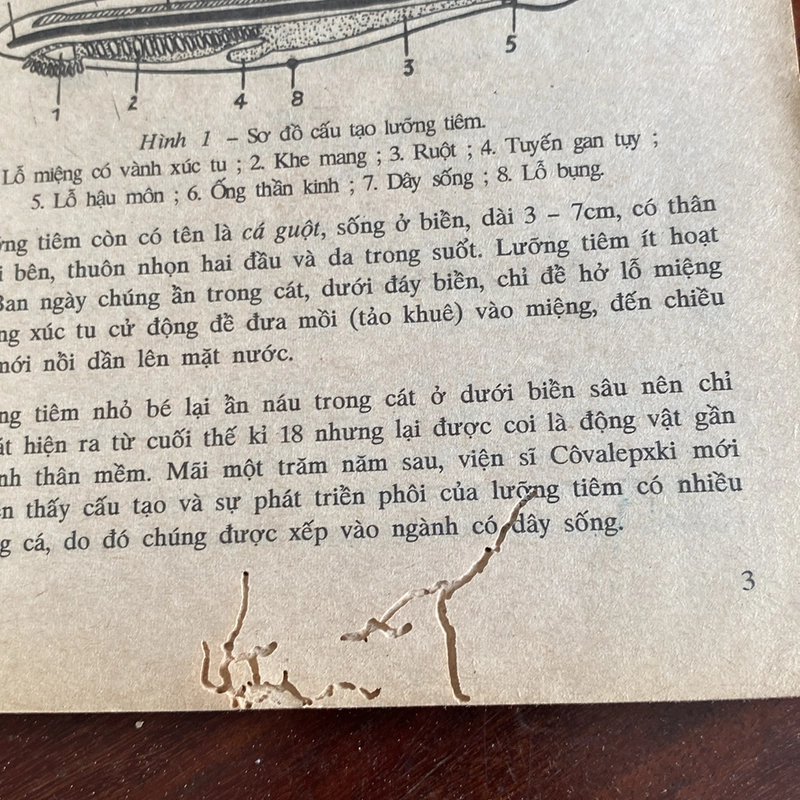 1
2
4
8
3
5
Hình 1 – Sơ đồ cấu tạo lưỡng tiêm.
Lỗ miệng có vành xúc tu ; 2. Khe mang ; 3. Ruột ; 4. Tuyến gan tụy ;
5. Lỗ hậu môn ; 6. Ống thần kinh ; 7. Dây sống ; 8. Lỗ bụng.
tiêm còn có tên là cá guột, sống ở biển, dài 3 – 7cm, có thân
bên, thuôn nhọn hai đầu và da trong suốt. Lưỡng tiêm ít hoạt
Ban ngày chúng ẩn trong cát, dưới đáy biển, chỉ để hở lỗ miệng
xúc tu cử động để đưa mồi (tảo khuê) vào miệng, đến chiều
mới nổi dần lên mặt nước.
tiêm nhỏ bé lại ẩn náu trong cát ở dưới biển sâu nên chỉ
hiện ra từ cuối thế kỉ 18 nhưng lại được coi là động vật gần
thân mềm. Mãi một trăm năm sau, viện sĩ Côvalepxki mới
thấy cấu tạo và sự phát triển phôi của lưỡng tiêm có nhiều
cá, do đó chúng được xếp vào ngành có dây sống.
3